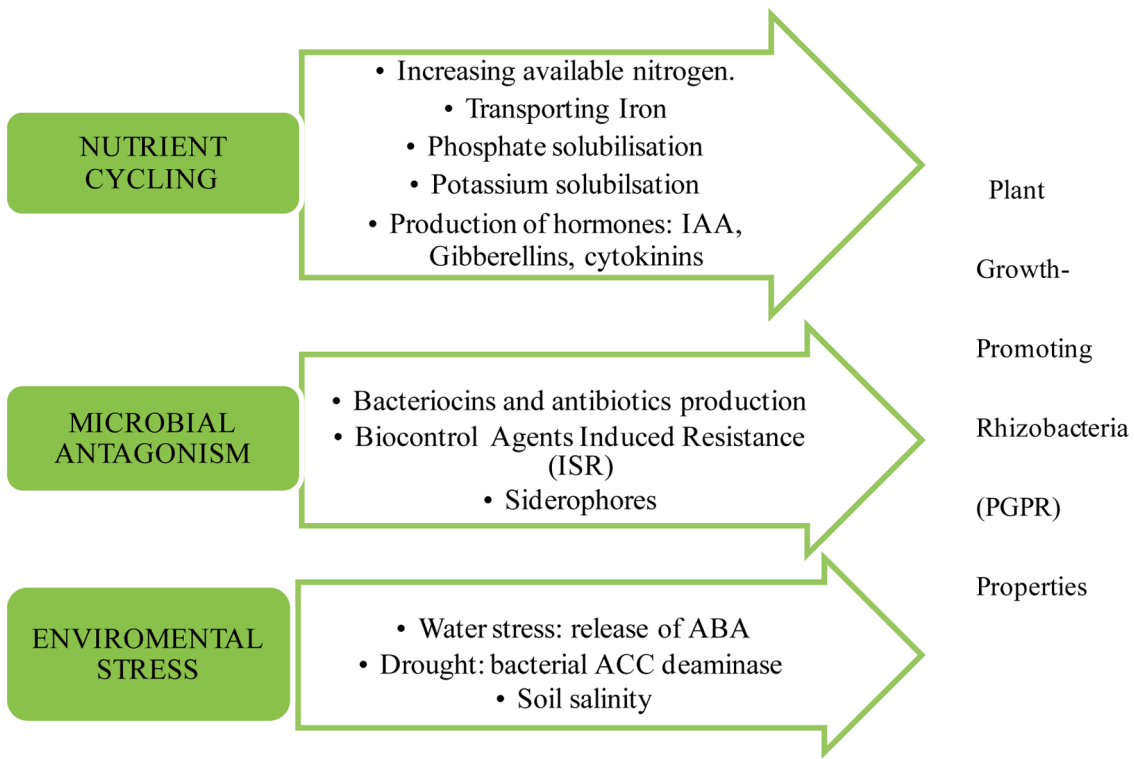 NUTRIENT
CYCLING
• Increasing available nitrogen.
• Transporting Iron
• Phosphate solubilisation
• Potassium solubilsation
• Production of hormones: IAA,
Gibberellins, cytokinins
MICROBIAL
ANTAGONISM
• Bacteriocins and antibiotics production
• Biocontrol Agents Induced Resistance
(ISR)
• Siderophores
ENVIROMENTAL
STRESS
• Water stress: release of ABA
• Drought: bacterial ACC deaminase
• Soil salinity
Plant
Growth-
Promoting
Rhizobacteria
(PGPR)
Properties